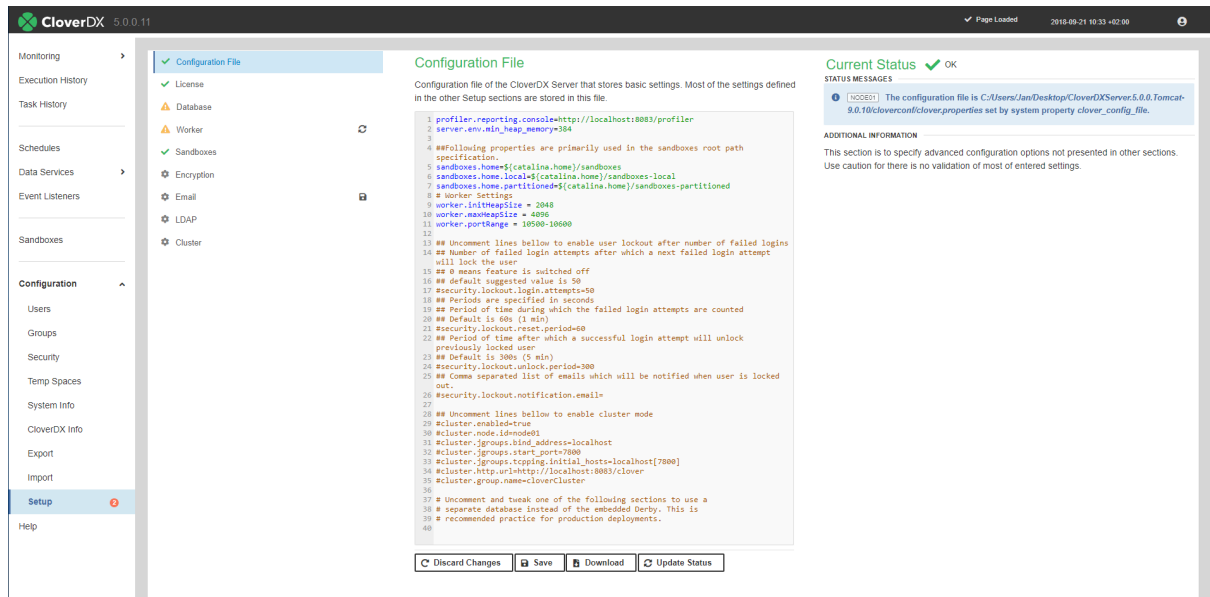 CloverDX 5.0.0.11
Page Loaded
2018-09-21 10:33 +02:00
Monitoring
Execution History
Task History
Schedules
Data Services
Event Listeners
Sandboxes
Configuration
Users
Groups
Security
Temp Spaces
System Info
CloverDX Info
Export
Import
Setup 2
Help
Configuration File
License
Database
Worker
Sandboxes
Encryption
Email
LDAP
Cluster
Configuration File
Configuration file of the CloverDX Server that stores basic settings. Most of the settings defined
in the other Setup sections are stored in this file.
1 profiler.reporting.console=http://localhost:8083/profiler
2 server.env.min_heap_memory=384
3
4 ##Following properties are primarily used in the sandboxes root path
specification.
5 sandboxes.home=${catalina.home}/sandboxes
6 sandboxes.home.local=${catalina.home}/sandboxes-local
7 sandboxes.home.partitioned=${catalina.home}/sandboxes-partitioned
8 # Worker Settings
9 worker.initHeapSize = 2048
10 worker.maxHeapSize = 4096
11 worker.portRange = 10500-10600
12
13 ## Uncomment lines bellow to enable user lockout after number of failed logins
14 ## Number of failed login attempts after which a next failed login attempt
will lock the user
15 ## 0 means feature is switched off
16 ## default suggested value is 50
17 #security.lockout.login.attempts=50
18 ## Periods are specified in seconds
19 ## Period of time during which the failed login attempts are counted
20 ## Default is 60s (1 min)
21 #security.lockout.reset.period=60
22 ## Period of time after which a successful login attempt will unlock
previously locked user
23 ## Default is 300s (5 min)
24 #security.lockout.unlock.period=300
25 ## Comma separated list of emails which will be notified when user is locked
out.
26 #security.lockout.notification.email=
27
28 ## Uncomment lines bellow to enable cluster mode
29 #cluster.enabled=true
30 #cluster.node.id=node01
31 #cluster.jgroups.bind_address=localhost
32 #cluster.jgroups.start_port=7800
33 #cluster.jgroups.tcpping.initial_hosts=localhost[7800]
34 #cluster.http.url=http://localhost:8083/clover
35 #cluster.group.name=cloverCluster
36
37 # Uncomment and tweak one of the following sections to use a
38 # separate database instead of the embedded Derby. This is
39 # recommended practice for production deployments.
40
Discard Changes Save Download Update Status
Current Status OK
STATUS MESSAGES
NODE01 The configuration file is C:/Users/Jan/Desktop/CloverDXServer.5.0.0.Tomcat-
9.0.10/cloverconf/clover.properties set by system property clover_config_file.
ADDITIONAL INFORMATION
This section is to specify advanced configuration options not presented in other sections.
Use caution for there is no validation of most of entered settings.